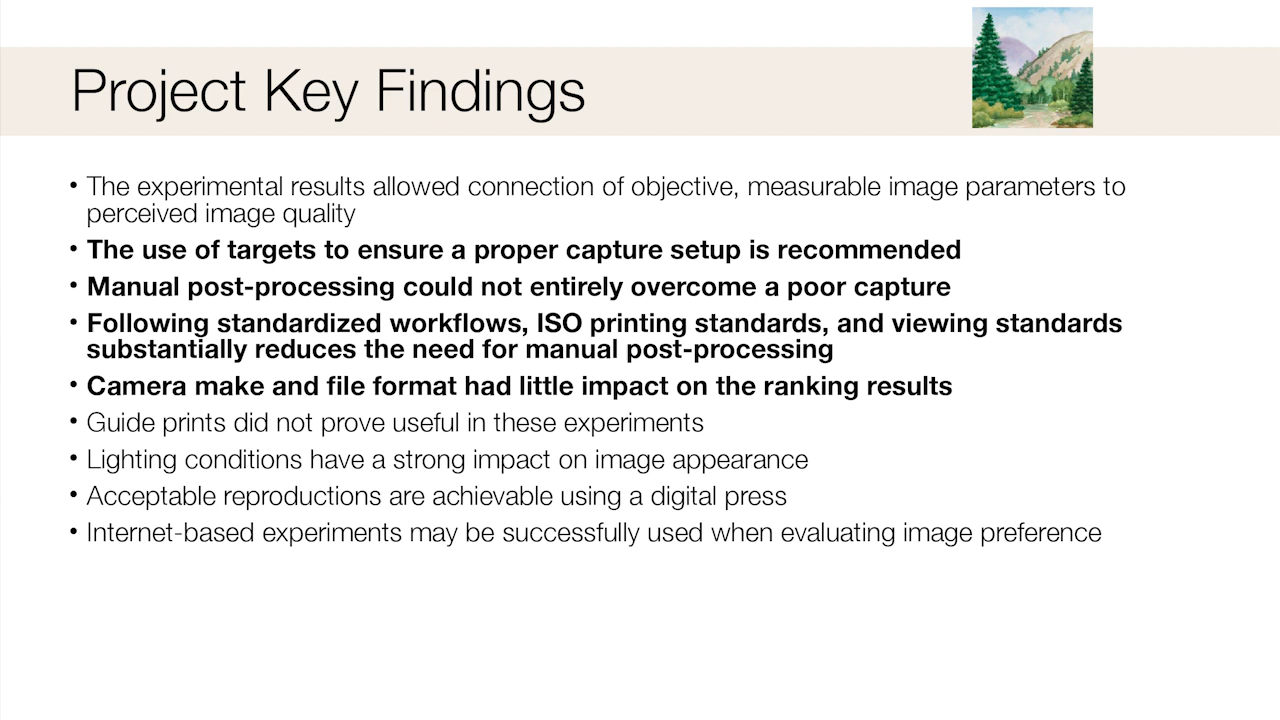 Project Key Findings
• The experimental results allowed connection of objective, measurable image parameters to
perceived image quality
• The use of targets to ensure a proper capture setup is recommended
• Manual post-processing could not entirely overcome a poor capture
• Following standardized workflows, ISO printing standards, and viewing standards
substantially reduces the need for manual post-processing
• Camera make and file format had little impact on the ranking results
• Guide prints did not prove useful in these experiments
• Lighting conditions have a strong impact on image appearance
• Acceptable reproductions are achievable using a digital press
• Internet-based experiments may be successfully used when evaluating image preference